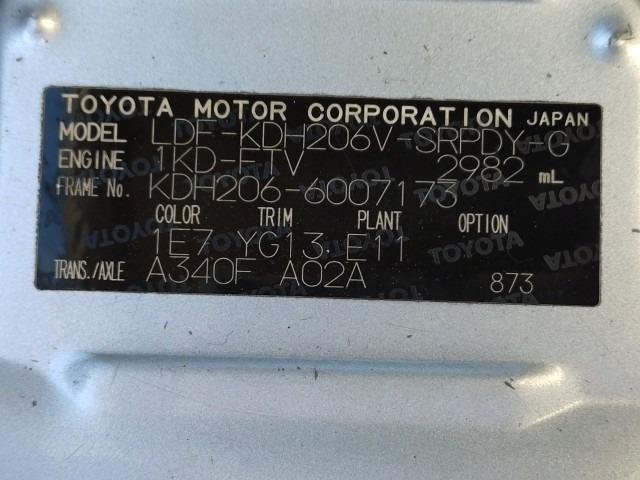 TOYOTA MOTOR CORPORATION JAPAN
MODEL LDF-KDH206V-SRPDY-G
ENGINE 1KD-FTV 2982 mL
FRAME No. KDH206-6007173
COLOR TRIM PLANT OPTION
1E7 YG13 E11
TRANS./AXLE A340F A02A 873